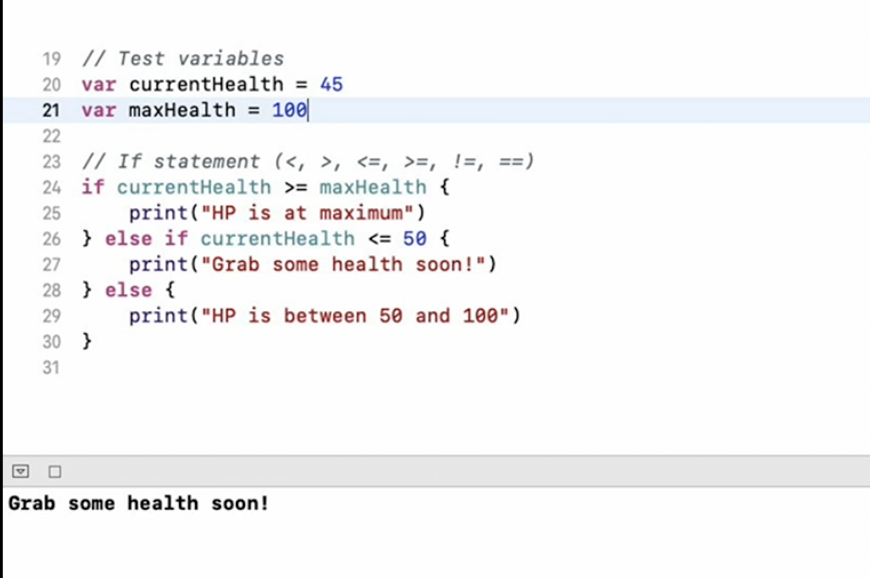 19 // Test variables
20 var currentHealth = 45
21 var maxHealth = 100
22
23 // If statement (<, >, <=, >=, !=, ==)
24 if currentHealth >= maxHealth {
25     print("HP is at maximum")
26 } else if currentHealth <= 50 {
27     print("Grab some health soon!")
28 } else {
29     print("HP is between 50 and 100")
30 }
31
Grab some health soon!